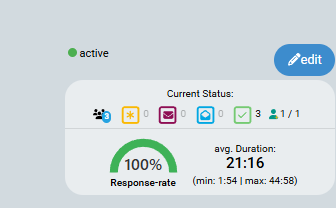 active
edit
Current Status:
3 0 0 0 3 1 / 1
100%
Response-rate
avg. Duration:
21:16
(min: 1:54 | max: 44:58)